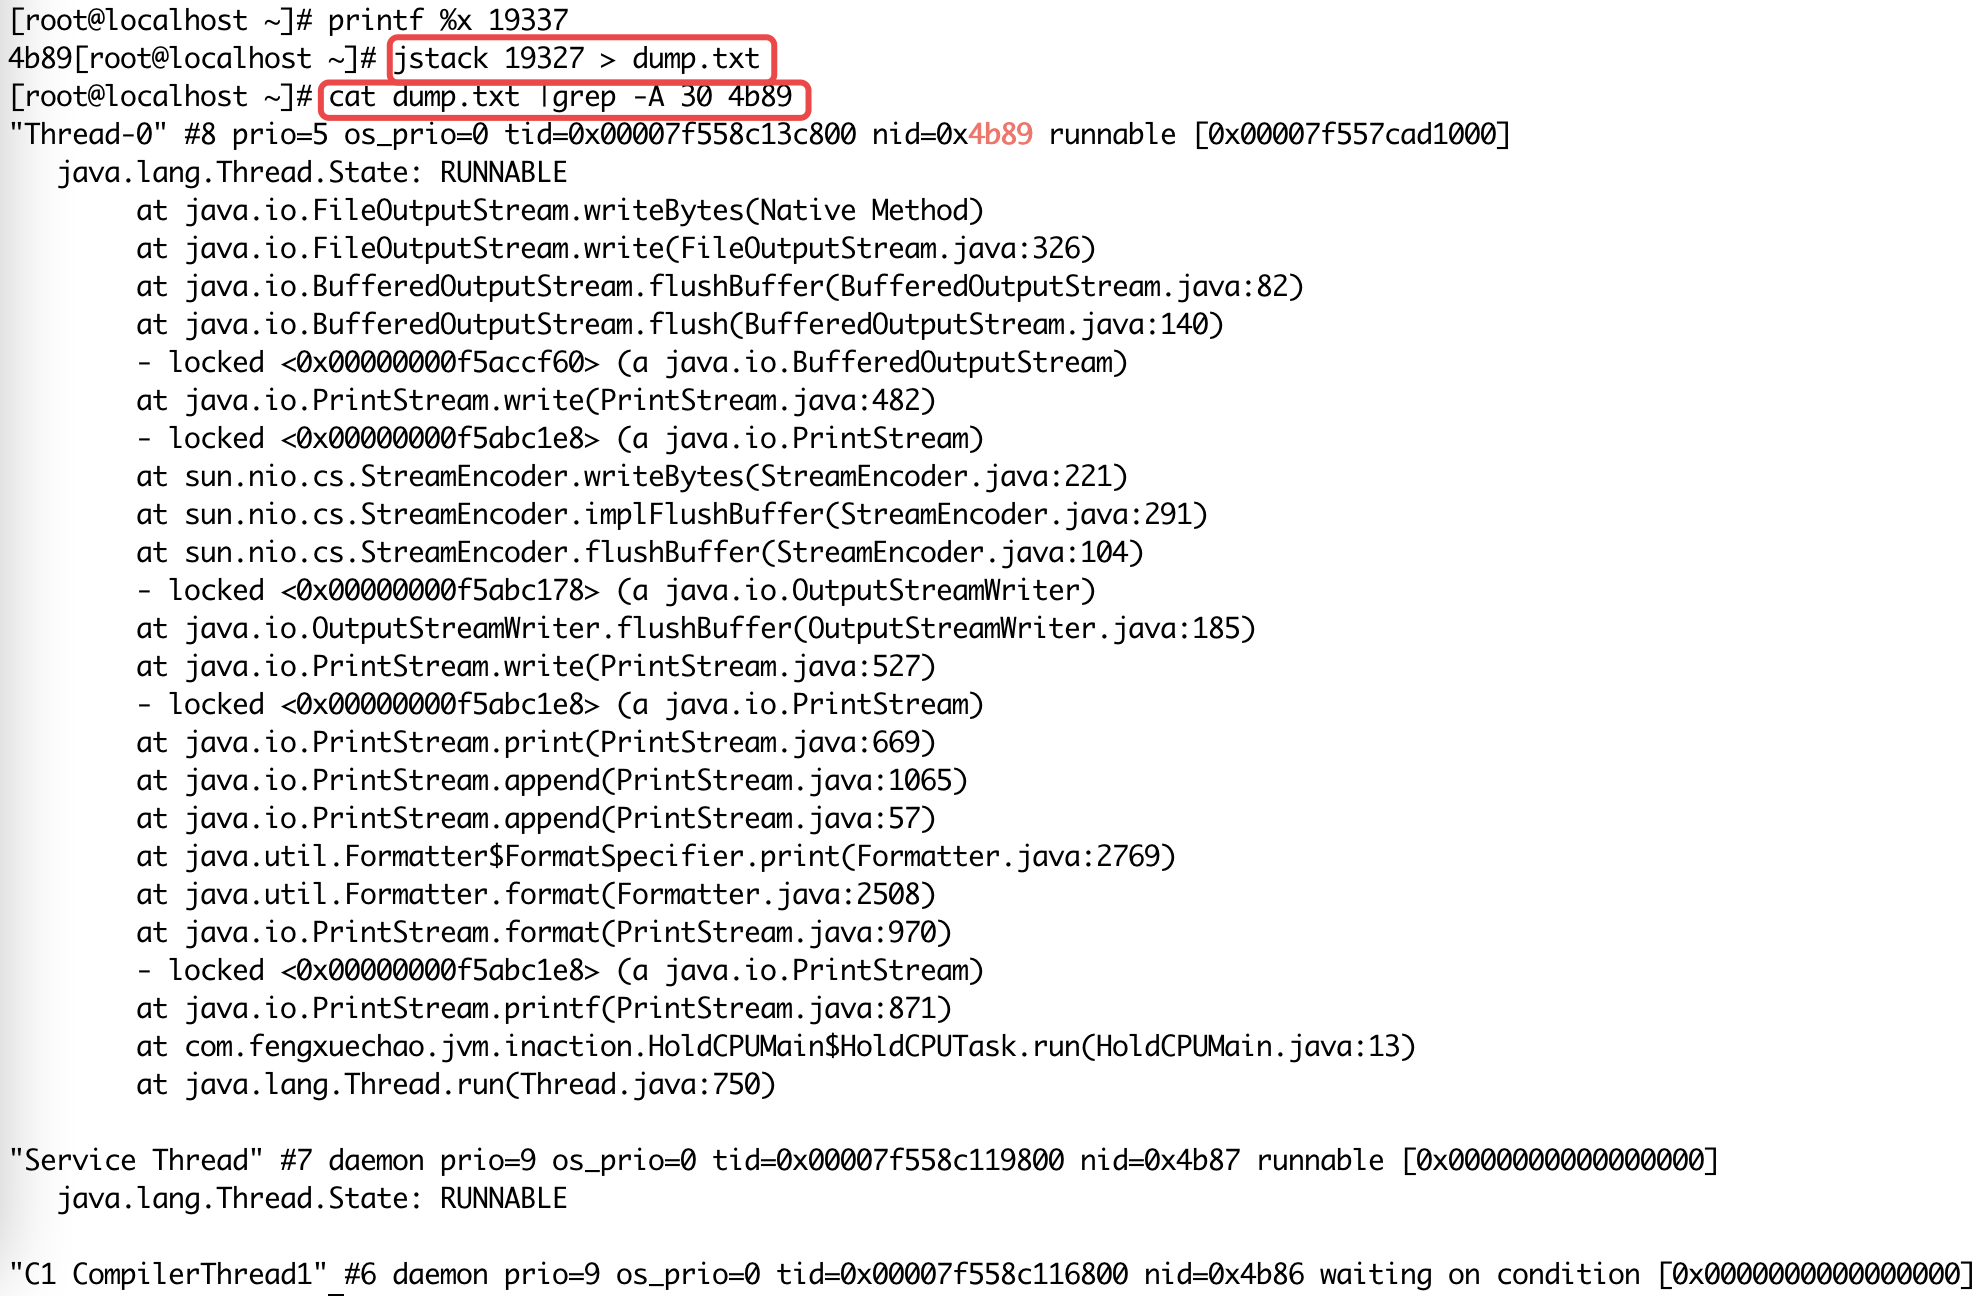 [root@localhost ~]# printf %x 19337
4b89[root@localhost ~]# jstack 19327 > dump.txt
[root@localhost ~]# cat dump.txt |grep -A 30 4b89
"Thread-0" #8 prio=5 os_prio=0 tid=0x00007f558c13c800 nid=0x4b89 runnable [0x00007f557cad1000]
   java.lang.Thread.State: RUNNABLE
        at java.io.FileOutputStream.writeBytes(Native Method)
        at java.io.FileOutputStream.write(FileOutputStream.java:326)
        at java.io.BufferedOutputStream.flushBuffer(BufferedOutputStream.java:82)
        at java.io.BufferedOutputStream.flush(BufferedOutputStream.java:140)
        - locked <0x00000000f5accf60> (a java.io.BufferedOutputStream)
        at java.io.PrintStream.write(PrintStream.java:482)
        - locked <0x00000000f5abc1e8> (a java.io.PrintStream)
        at sun.nio.cs.StreamEncoder.writeBytes(StreamEncoder.java:221)
        at sun.nio.cs.StreamEncoder.implFlushBuffer(StreamEncoder.java:291)
        at sun.nio.cs.StreamEncoder.flushBuffer(StreamEncoder.java:104)
        - locked <0x00000000f5abc178> (a java.io.OutputStreamWriter)
        at java.io.OutputStreamWriter.flushBuffer(OutputStreamWriter.java:185)
        at java.io.PrintStream.write(PrintStream.java:527)
        - locked <0x00000000f5abc1e8> (a java.io.PrintStream)
        at java.io.PrintStream.print(PrintStream.java:669)
        at java.io.PrintStream.append(PrintStream.java:1065)
        at java.io.PrintStream.append(PrintStream.java:57)
        at java.util.Formatter$FormatSpecifier.print(Formatter.java:2769)
        at java.util.Formatter.format(Formatter.java:2508)
        at java.io.PrintStream.format(PrintStream.java:970)
        - locked <0x00000000f5abc1e8> (a java.io.PrintStream)
        at java.io.PrintStream.printf(PrintStream.java:871)
        at com.fengxuechao.jvm.inaction.HoldCPUMain$HoldCPUTask.run(HoldCPUMain.java:13)
        at java.lang.Thread.run(Thread.java:750)

"Service Thread" #7 daemon prio=9 os_prio=0 tid=0x00007f558c119800 nid=0x4b87 runnable [0x0000000000000000]
   java.lang.Thread.State: RUNNABLE

"C1 CompilerThread1" #6 daemon prio=9 os_prio=0 tid=0x00007f558c116800 nid=0x4b86 waiting on condition [0x0000000000000000]